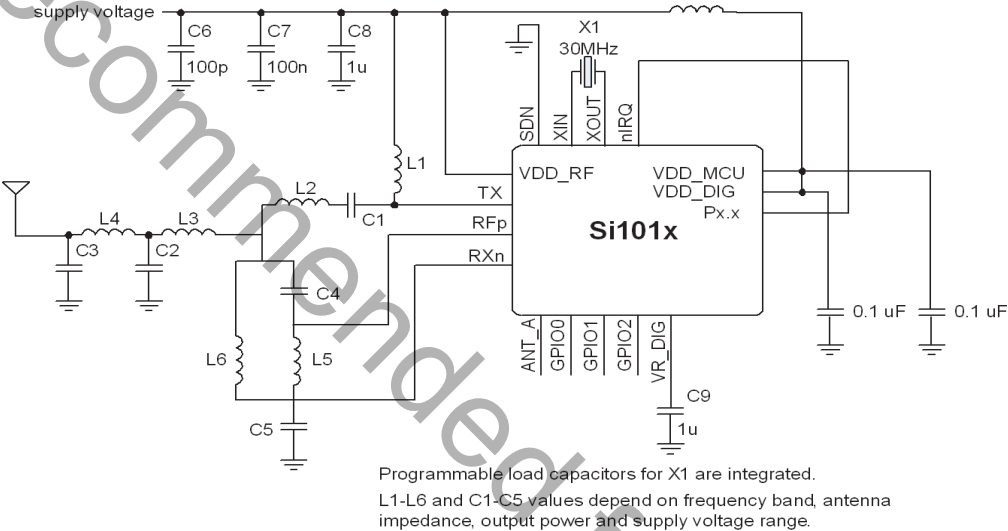 supply voltage
C6
C7
C8
100p
100n
1u
X1
30MHz
SDN
XIN
XOUT
nIRQ
L1
VDD_RF
VDD_MCU
VDD_DIG
Px.x
TX
RFp
RXn
Si101x
L2
C1
L4
L3
C3
C2
C4
L6
L5
C5
0.1 uF
0.1 uF
ANT_A
GPIO0
GPIO1
GPIO2
VR_DIG
C9
1u
Programmable load capacitors for X1 are integrated.
L1-L6 and C1-C5 values depend on frequency band, antenna
impedance, output power and supply voltage range.
ecommended f